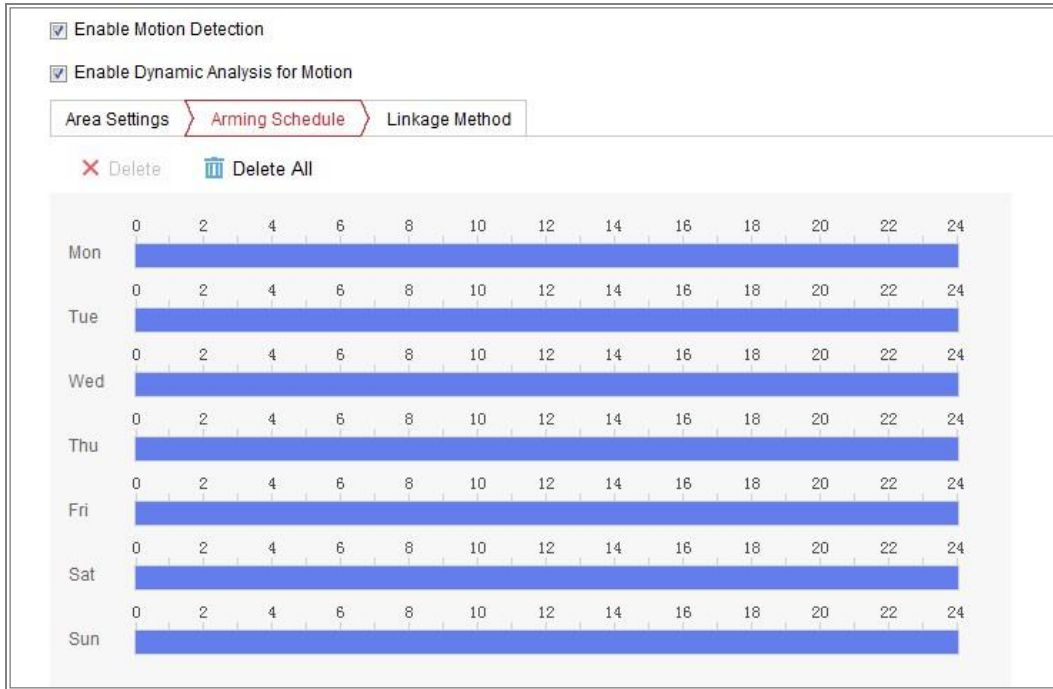 Enable Motion Detection
Enable Dynamic Analysis for Motion
Area Settings Arming Schedule Linkage Method
Delete Delete All
0 2 4 6 8 10 12 14 16 18 20 22 24
Mon
0 2 4 6 8 10 12 14 16 18 20 22 24
Tue
0 2 4 6 8 10 12 14 16 18 20 22 24
Wed
0 2 4 6 8 10 12 14 16 18 20 22 24
Thu
0 2 4 6 8 10 12 14 16 18 20 22 24
Fri
0 2 4 6 8 10 12 14 16 18 20 22 24
Sat
0 2 4 6 8 10 12 14 16 18 20 22 24
Sun